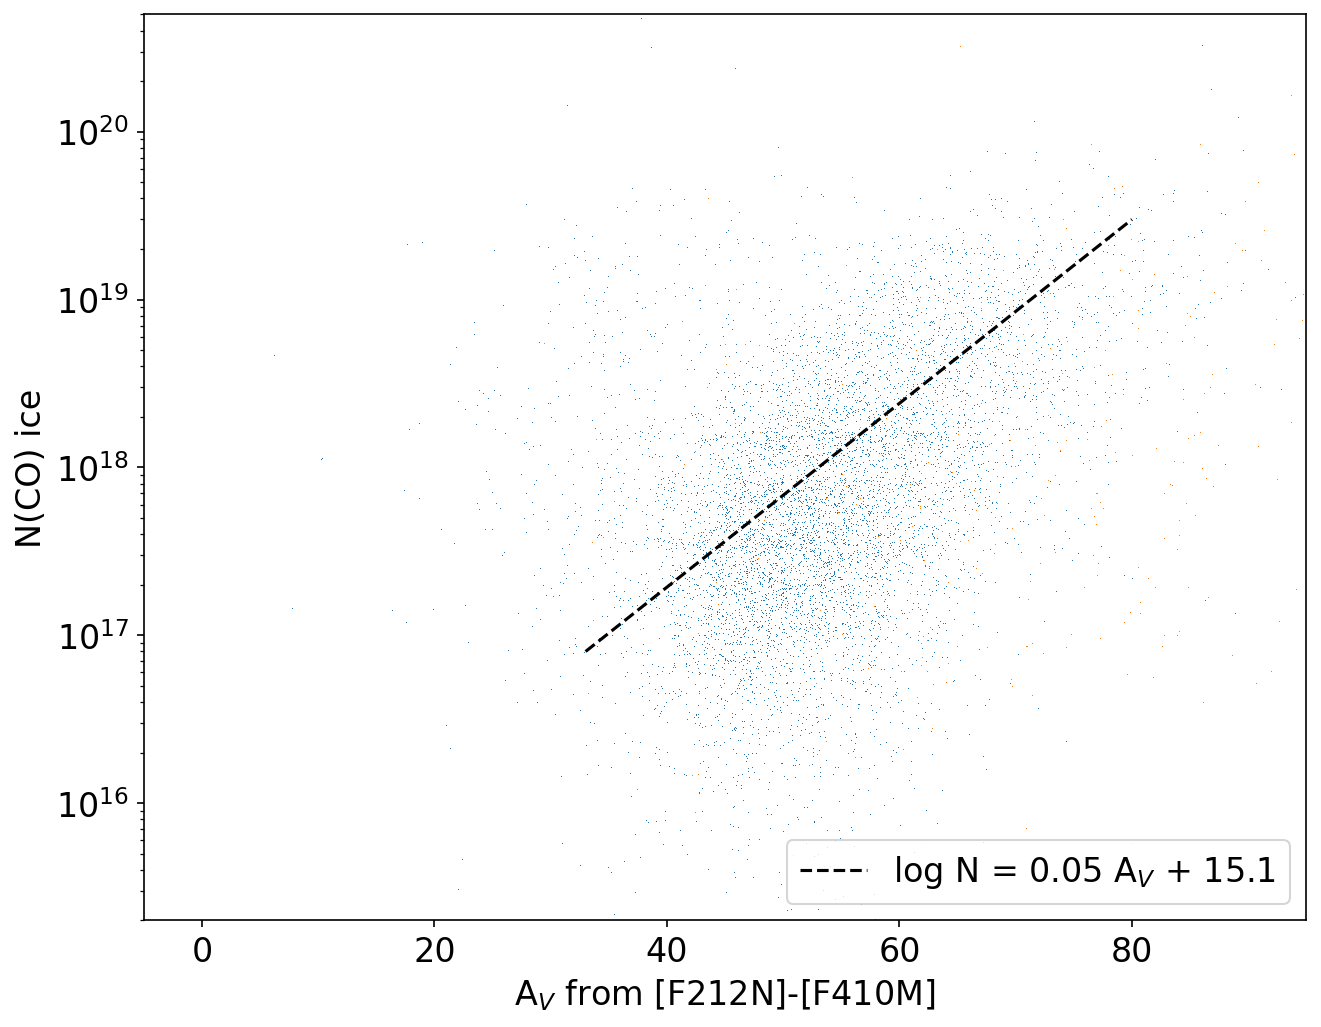 10^20
10^19
10^18
10^17
10^16
N(CO) ice
log N = 0.05 A_V + 15.1
0 20 40 60 80
A_V from [F212N]-[F410M]